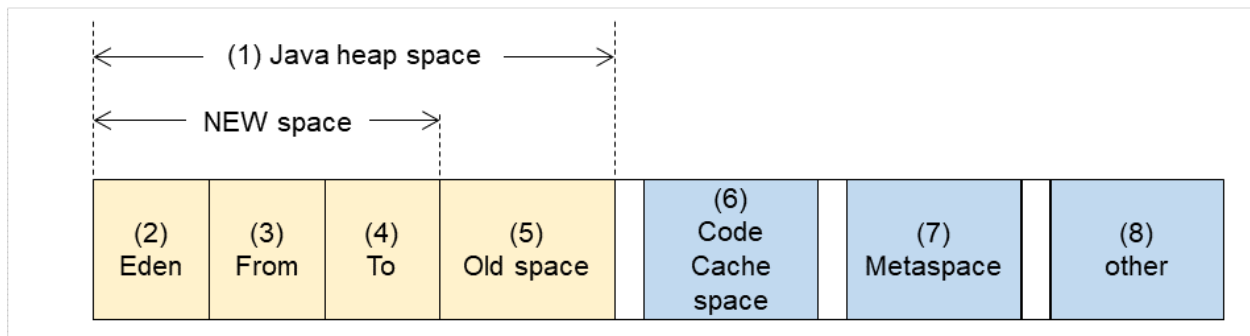 (1) Java heap space
NEW space
(2)
Eden
(3)
From
(4)
To
(5)
Old space
(6)
Code
Cache
space
(7)
Metaspace
(8)
other